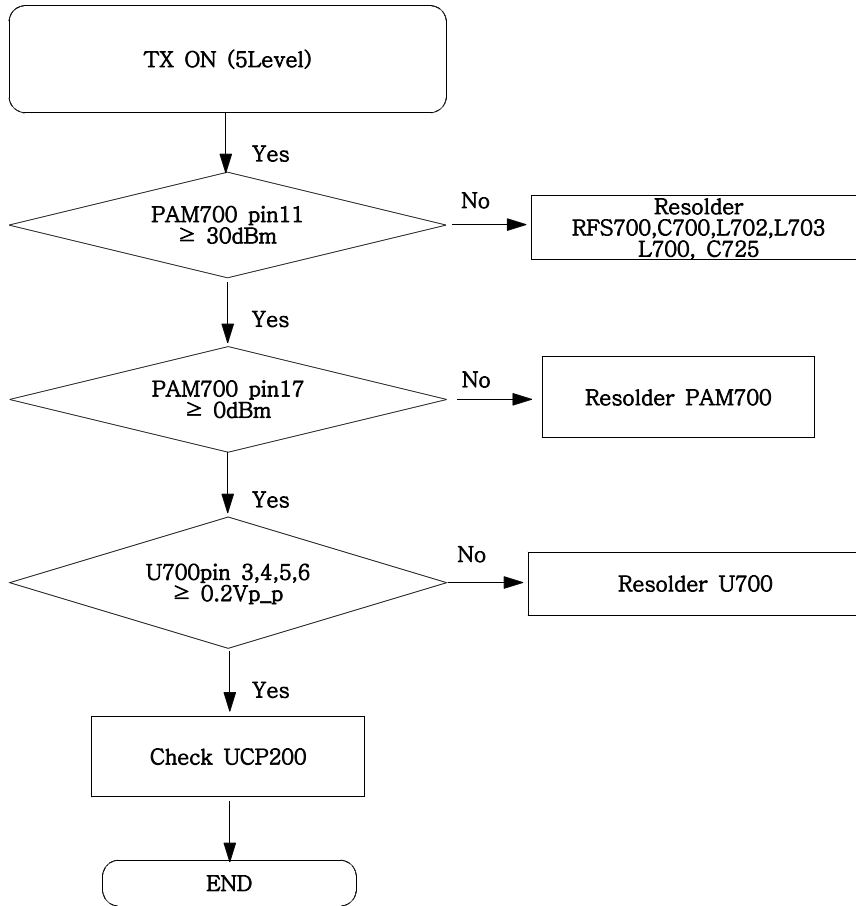 TX ON (5Level)
Yes
PAM700 pin11
≥ 30dBm
No
Resolder
RFS700,C700,L702,L703
L700, C725
Yes
PAM700 pin17
≥ 0dBm
No
Resolder PAM700
Yes
U700pin 3,4,5,6
≥ 0.2Vp_p
No
Resolder U700
Yes
Check UCP200
END